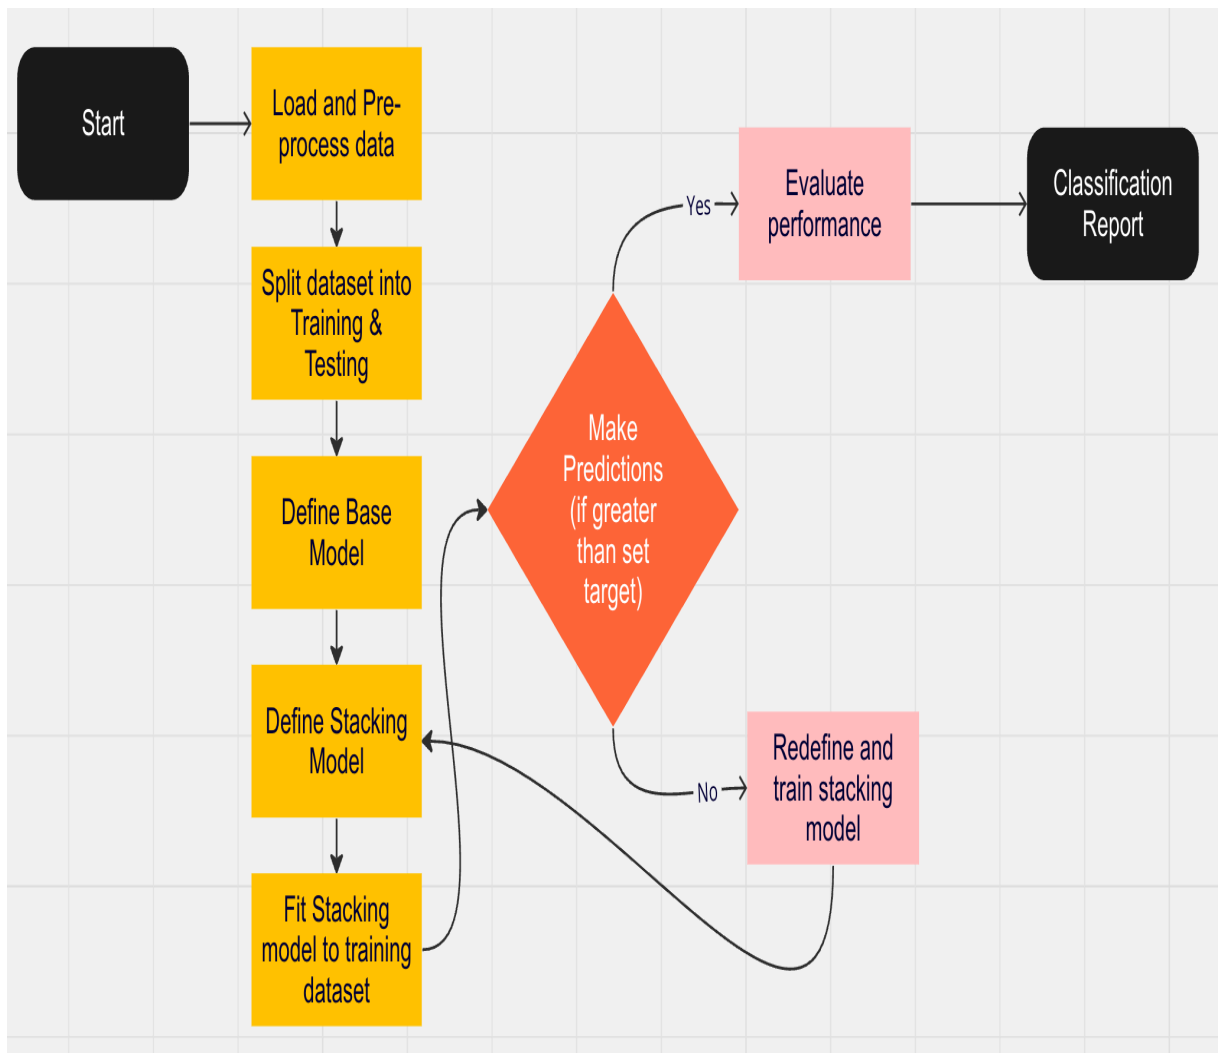 Start
Load and Pre-
process data
Split dataset into
Training &
Testing
Define Base
Model
Define Stacking
Model
Fit Stacking
model to training
dataset
Make
Predictions
(if greater
than set
target)
Yes
Evaluate
performance
Classification
Report
No
Redefine and
train stacking
model